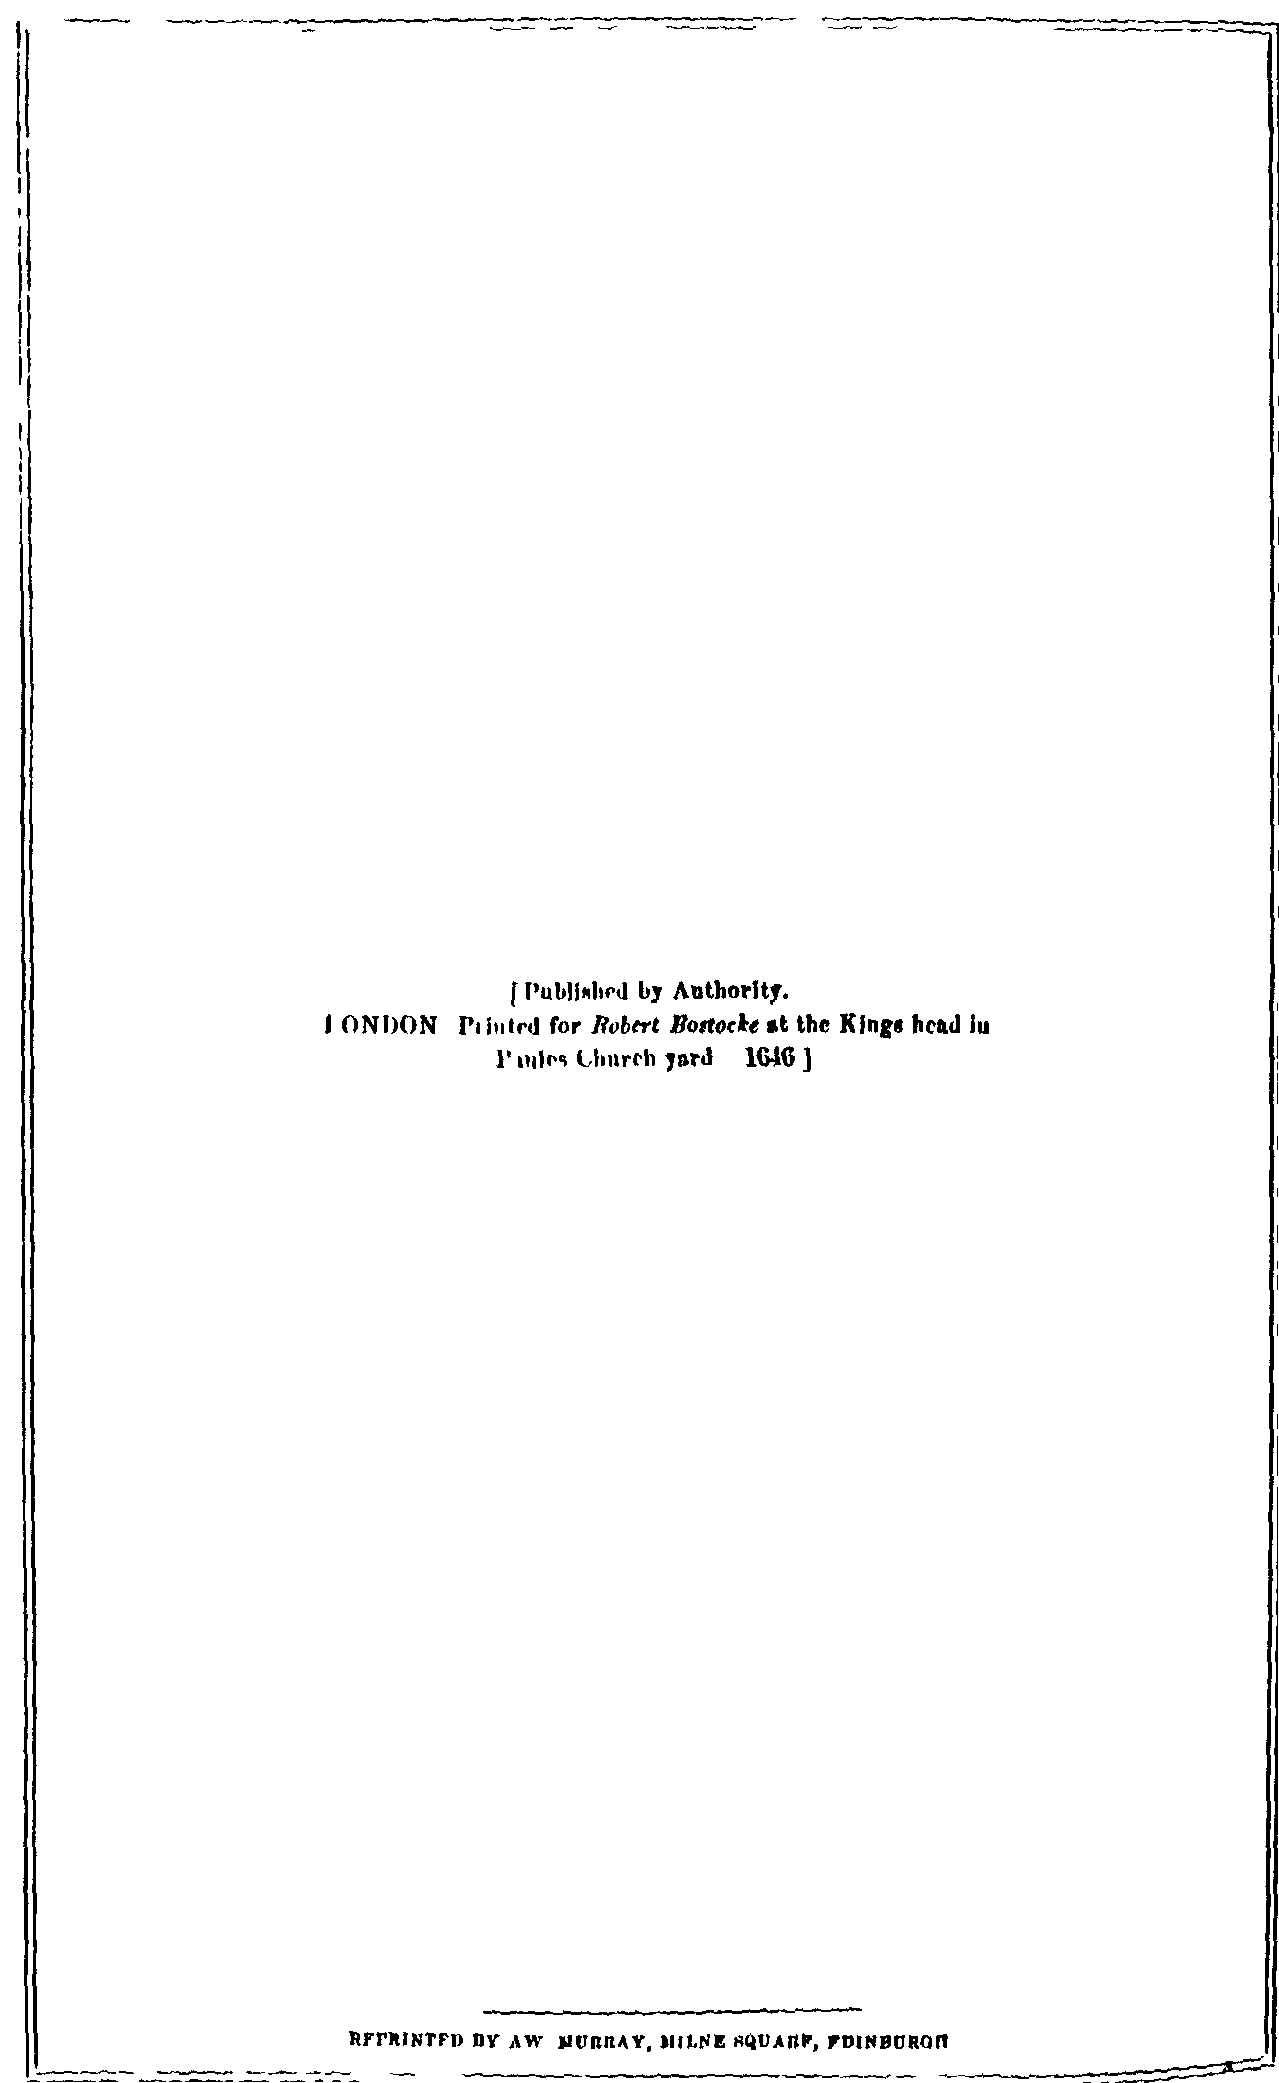 [Published by Authority.
LONDON Printed for Robert Bostocke at the Kings head in
Paules Church yard 1646]
REPRINTED BY AW MURRAY, MILNE SQUARE, EDINBURGH